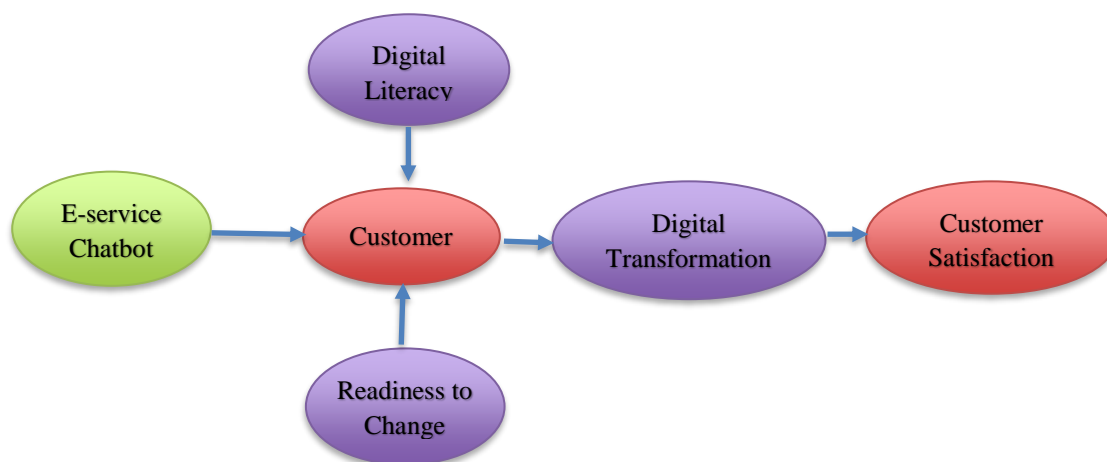 Digital
Literacy
E-service
Chatbot
Customer
Digital
Transformation
Customer
Satisfaction
Readiness to
Change